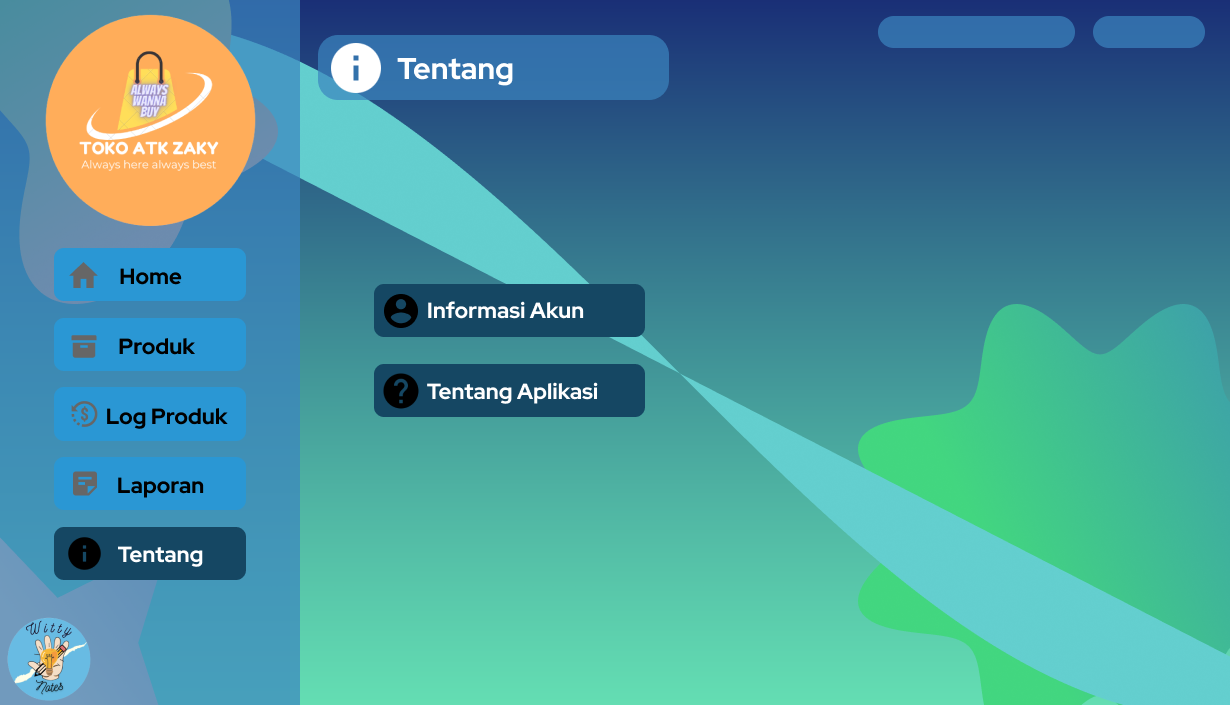 ALWAYS
WANNA
BUY
TOKO ATK ZAKY
Always here always best
Home
Produk
Log Produk
Laporan
Tentang
Witty
Notes
Tentang
Informasi Akun
Tentang Aplikasi